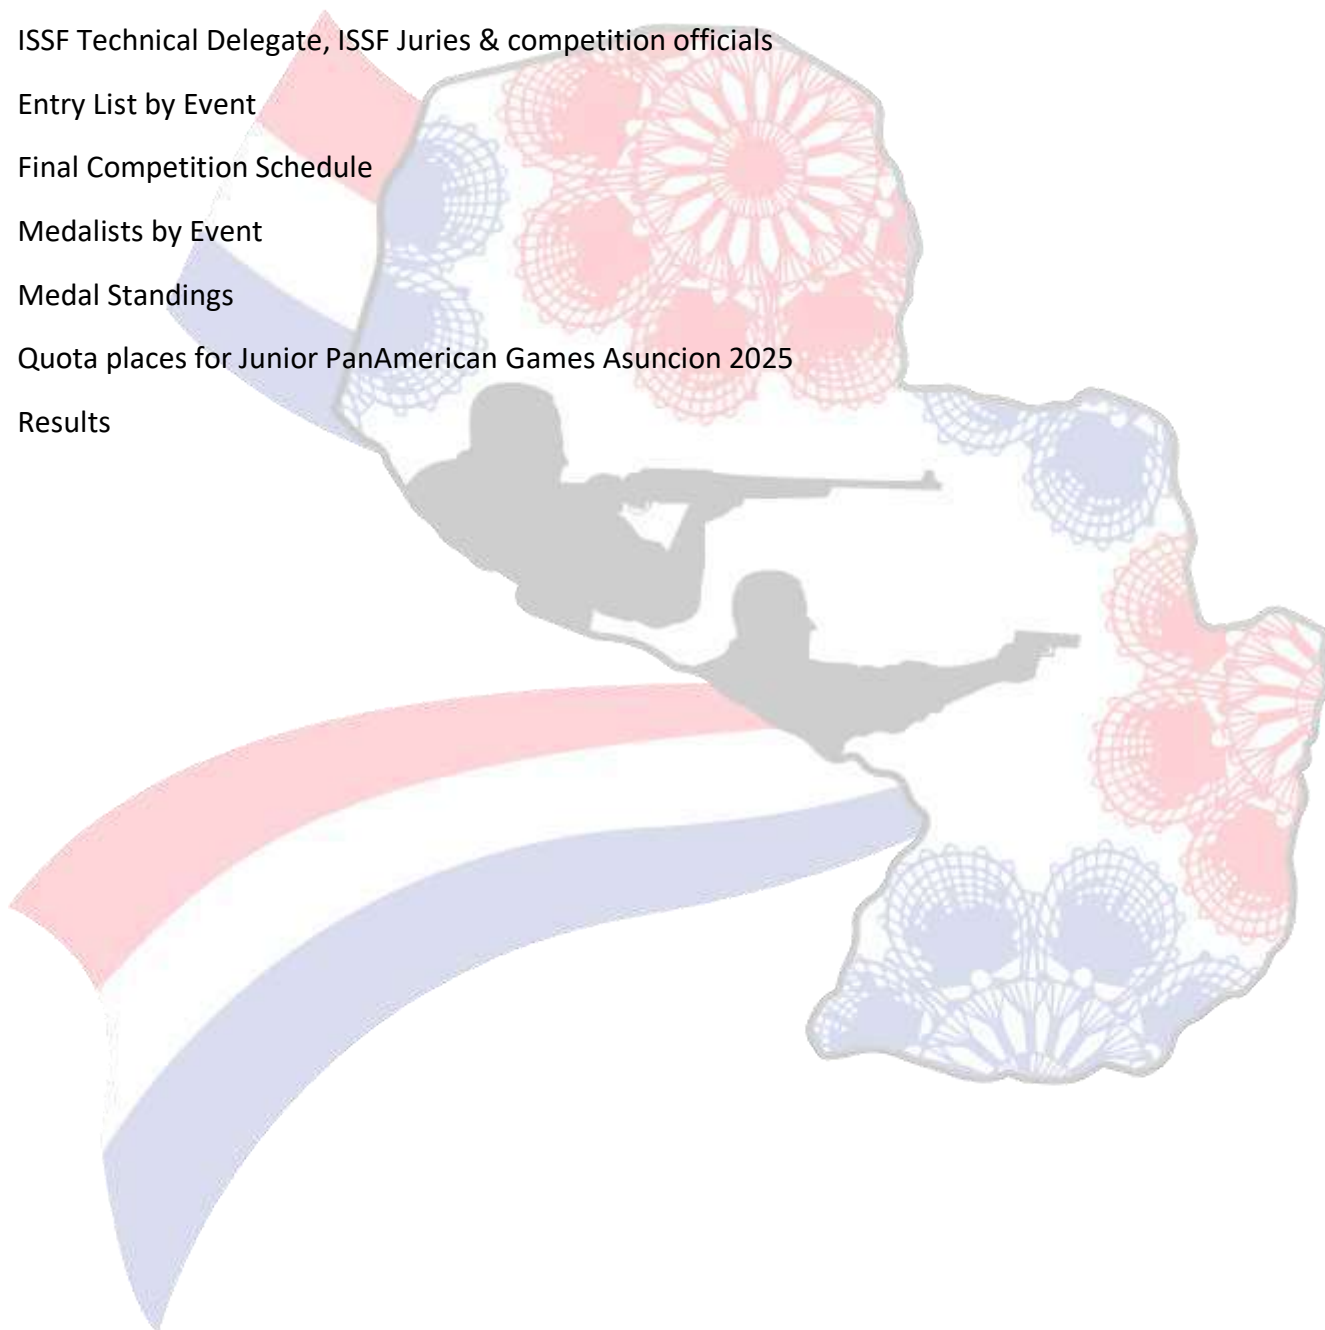 ISSF Technical Delegate, ISSF Juries & competition officials
Entry List by Event
Final Competition Schedule
Medalists by Event
Medal Standings
Quota places for Junior PanAmerican Games Asuncion 2025
Results